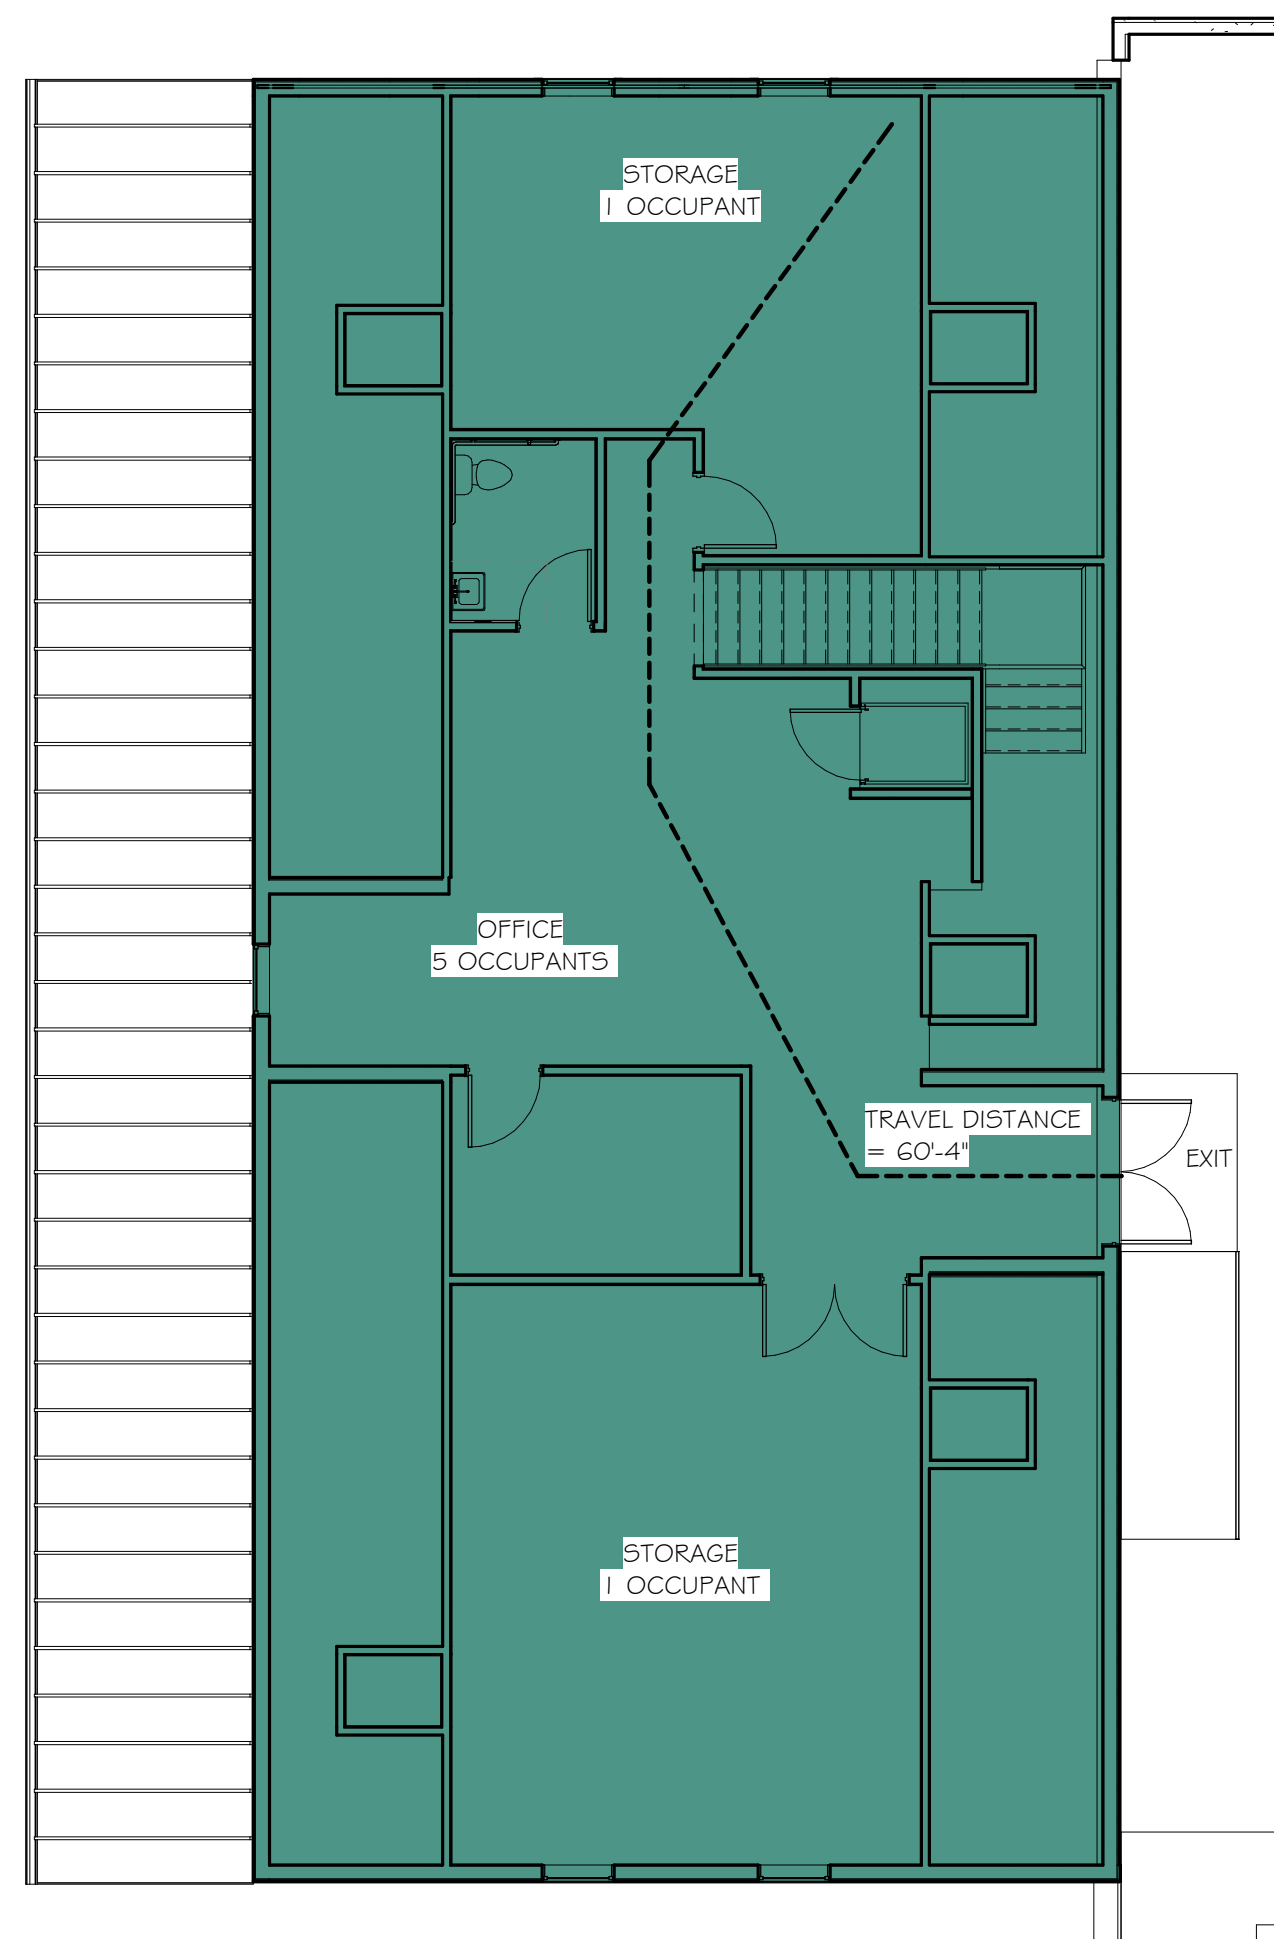 STORAGE
1 OCCUPANT
OFFICE
5 OCCUPANTS
TRAVEL DISTANCE
= 60'-4"
EXIT
STORAGE
1 OCCUPANT